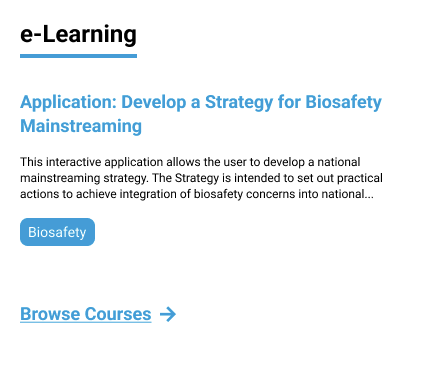 e-Learning
Application: Develop a Strategy for Biosafety
Mainstreaming
This interactive application allows the user to develop a national
mainstreaming strategy. The Strategy is intended to set out practical
actions to achieve integration of biosafety concerns into national...
Biosafety
Browse Courses